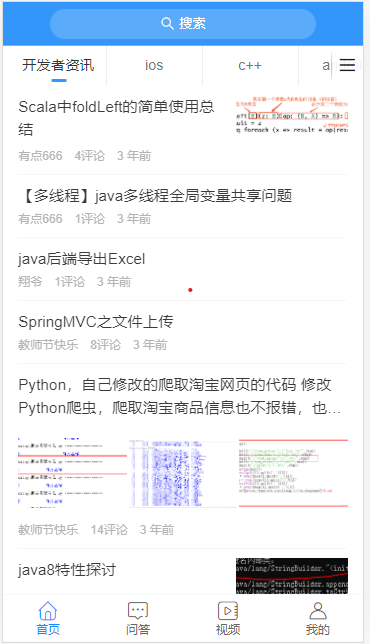 搜索
开发者资讯
ios
c++
Scala中foldLeft的简单使用总
结
有点666 4评论 3 年前
【多线程】java多线程全局变量共享问题
有点666 1评论 3 年前
java后端导出Excel
翔爷 1评论 3 年前
SpringMVC之文件上传
教师节快乐 8评论 3 年前
Python，自己修改的爬取淘宝网页的代码 修改
Python爬虫，爬取淘宝商品信息也不报错，也...
教师节快乐 14评论 3 年前
java8特性探讨
java/lang/StringBuilder."<init
java/lang/StringBuilder.append
首页
问答
视频
我的